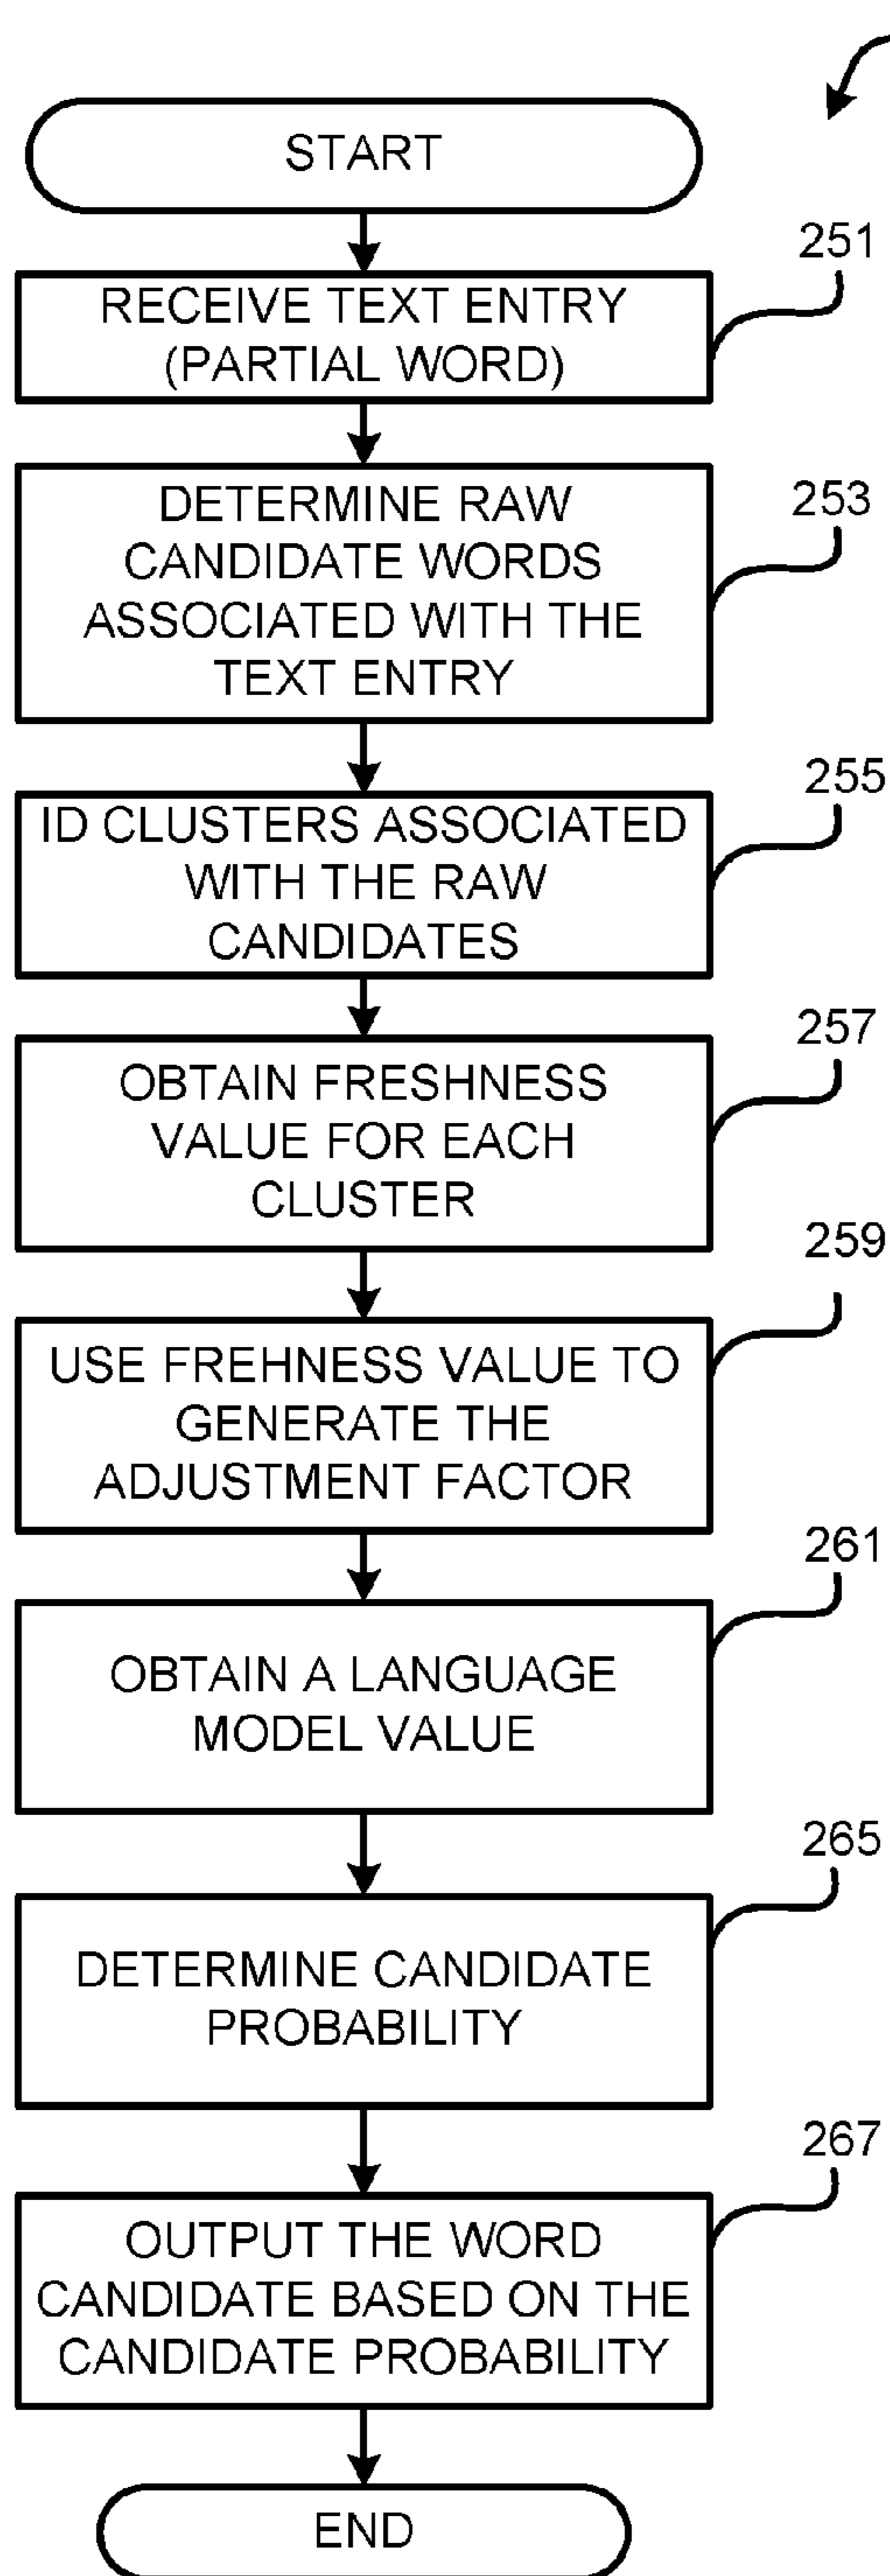 START
251
RECEIVE TEXT ENTRY
(PARTIAL WORD)
253
DETERMINE RAW
CANDIDATE WORDS
ASSOCIATED WITH THE
TEXT ENTRY
255
ID CLUSTERS ASSOCIATED
WITH THE RAW
CANDIDATES
257
OBTAIN FRESHNESS
VALUE FOR EACH
CLUSTER
259
USE FREHNESS VALUE TO
GENERATE THE
ADJUSTMENT FACTOR
261
OBTAIN A LANGUAGE
MODEL VALUE
265
DETERMINE CANDIDATE
PROBABILITY
267
OUTPUT THE WORD
CANDIDATE BASED ON THE
CANDIDATE PROBABILITY
END